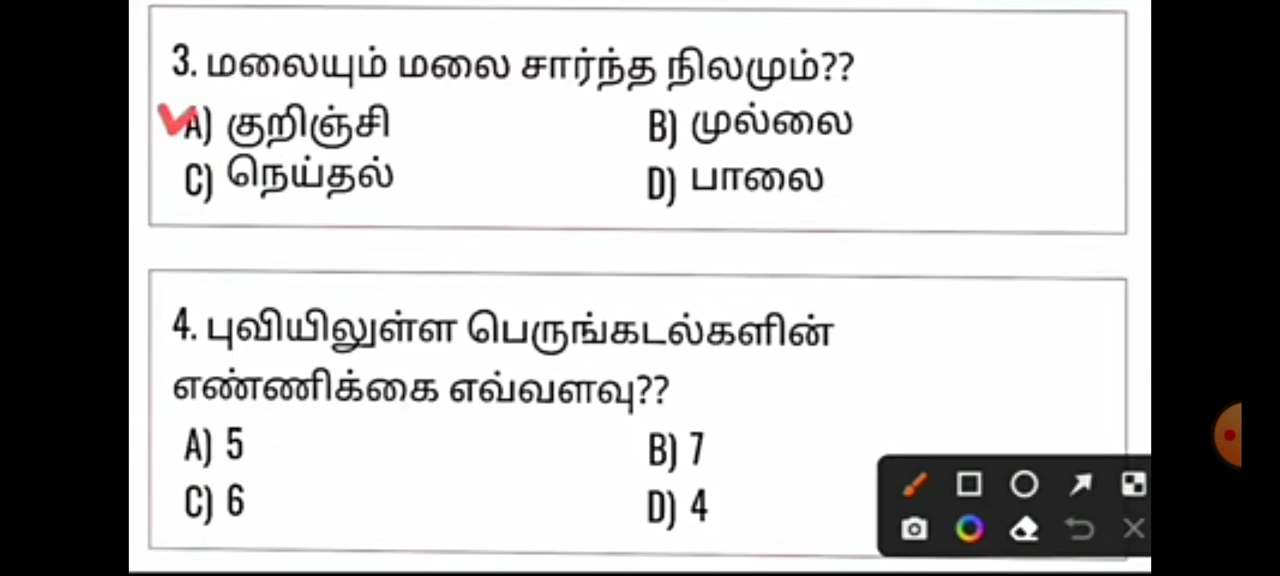 3. மலையும் மலை சார்ந்த நிலமும்??
A) குறிஞ்சி B) முல்லை
C) நெய்தல் D) பாலை
4. புவியிலுள்ள பெருங்கடல்களின்
எண்ணிக்கை எவ்வளவு??
A) 5 B) 7
C) 6 D) 4